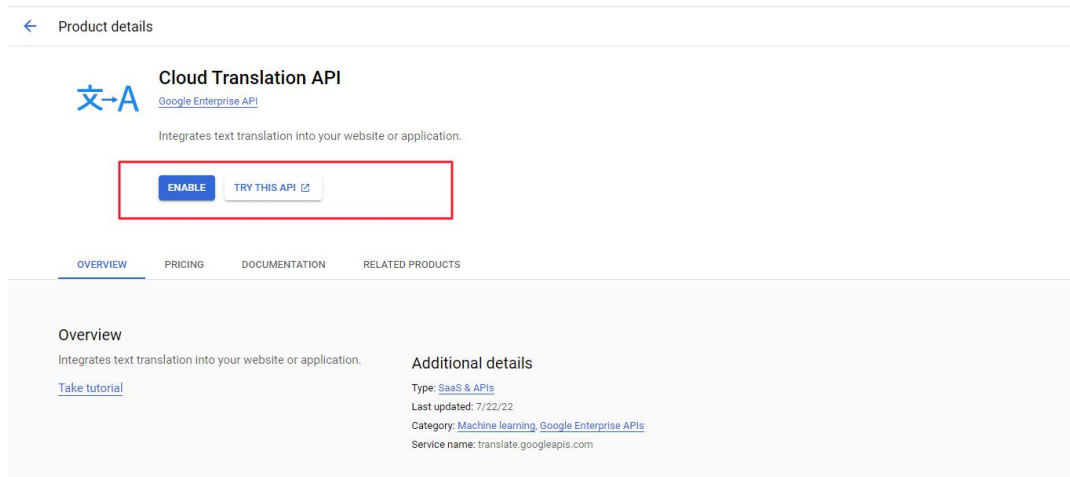 Product details
文→A
Cloud Translation API
Google Enterprise API
Integrates text translation into your website or application.
ENABLE
TRY THIS API
OVERVIEW
PRICING
DOCUMENTATION
RELATED PRODUCTS
Overview
Integrates text translation into your website or application.
Take tutorial
Additional details
Type: SaaS & APIs
Last updated: 7/22/22
Category: Machine learning, Google Enterprise APIs
Service name: translate.googleapis.com